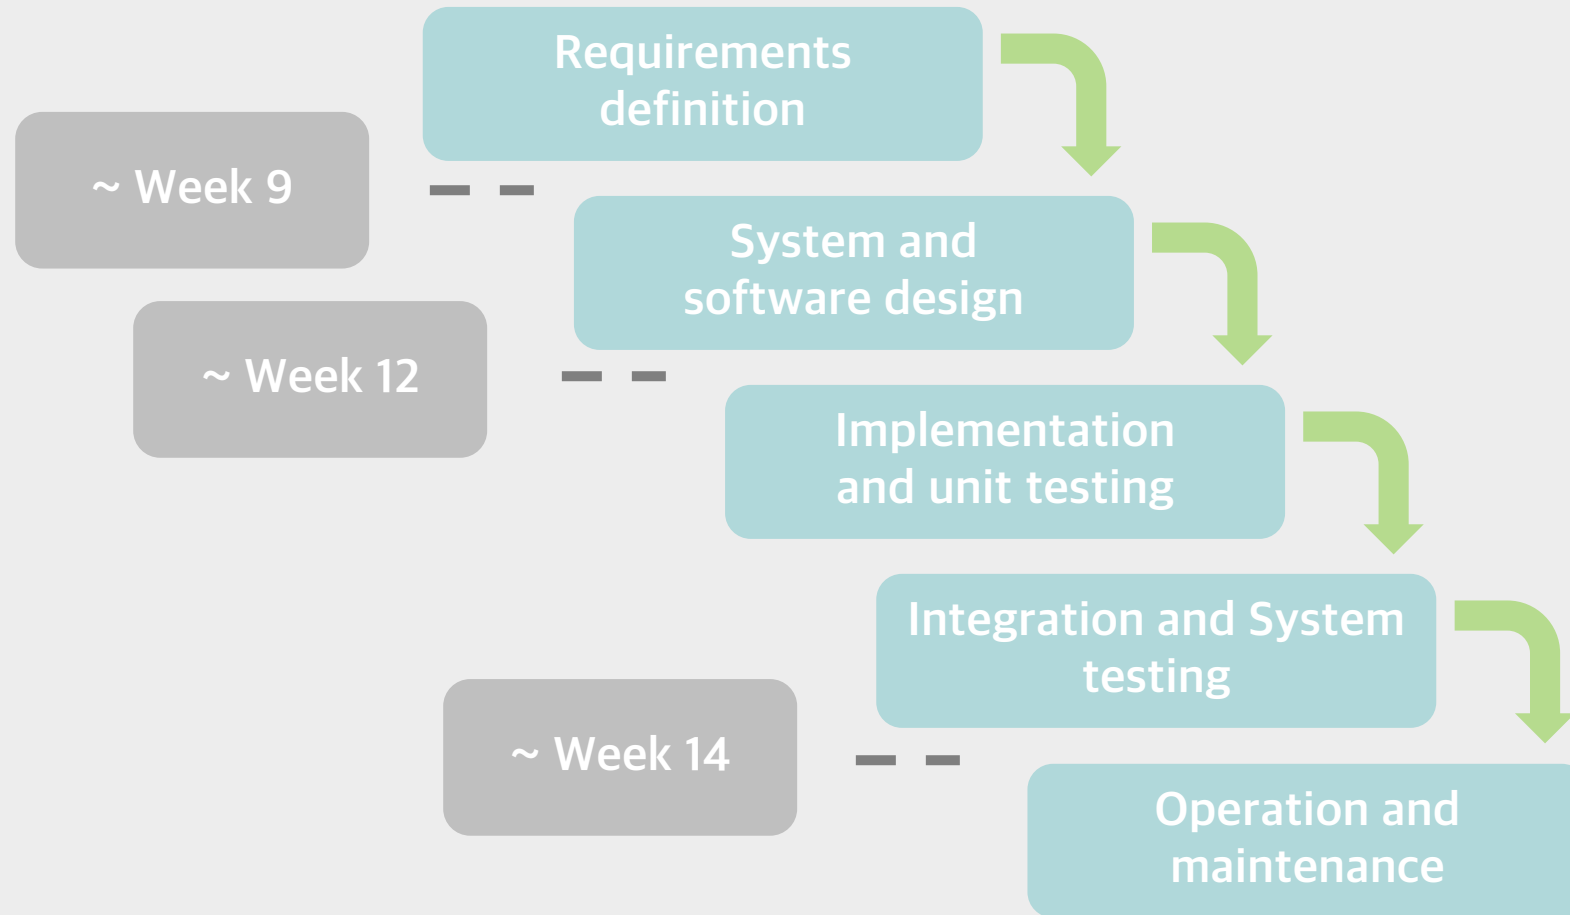 Requirements
definition
~ Week 9
System and
software design
~ Week 12
Implementation
and unit testing
Integration and System
testing
~ Week 14
Operation and
maintenance